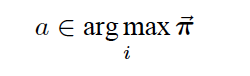 a ∈ arg max π⃗
i